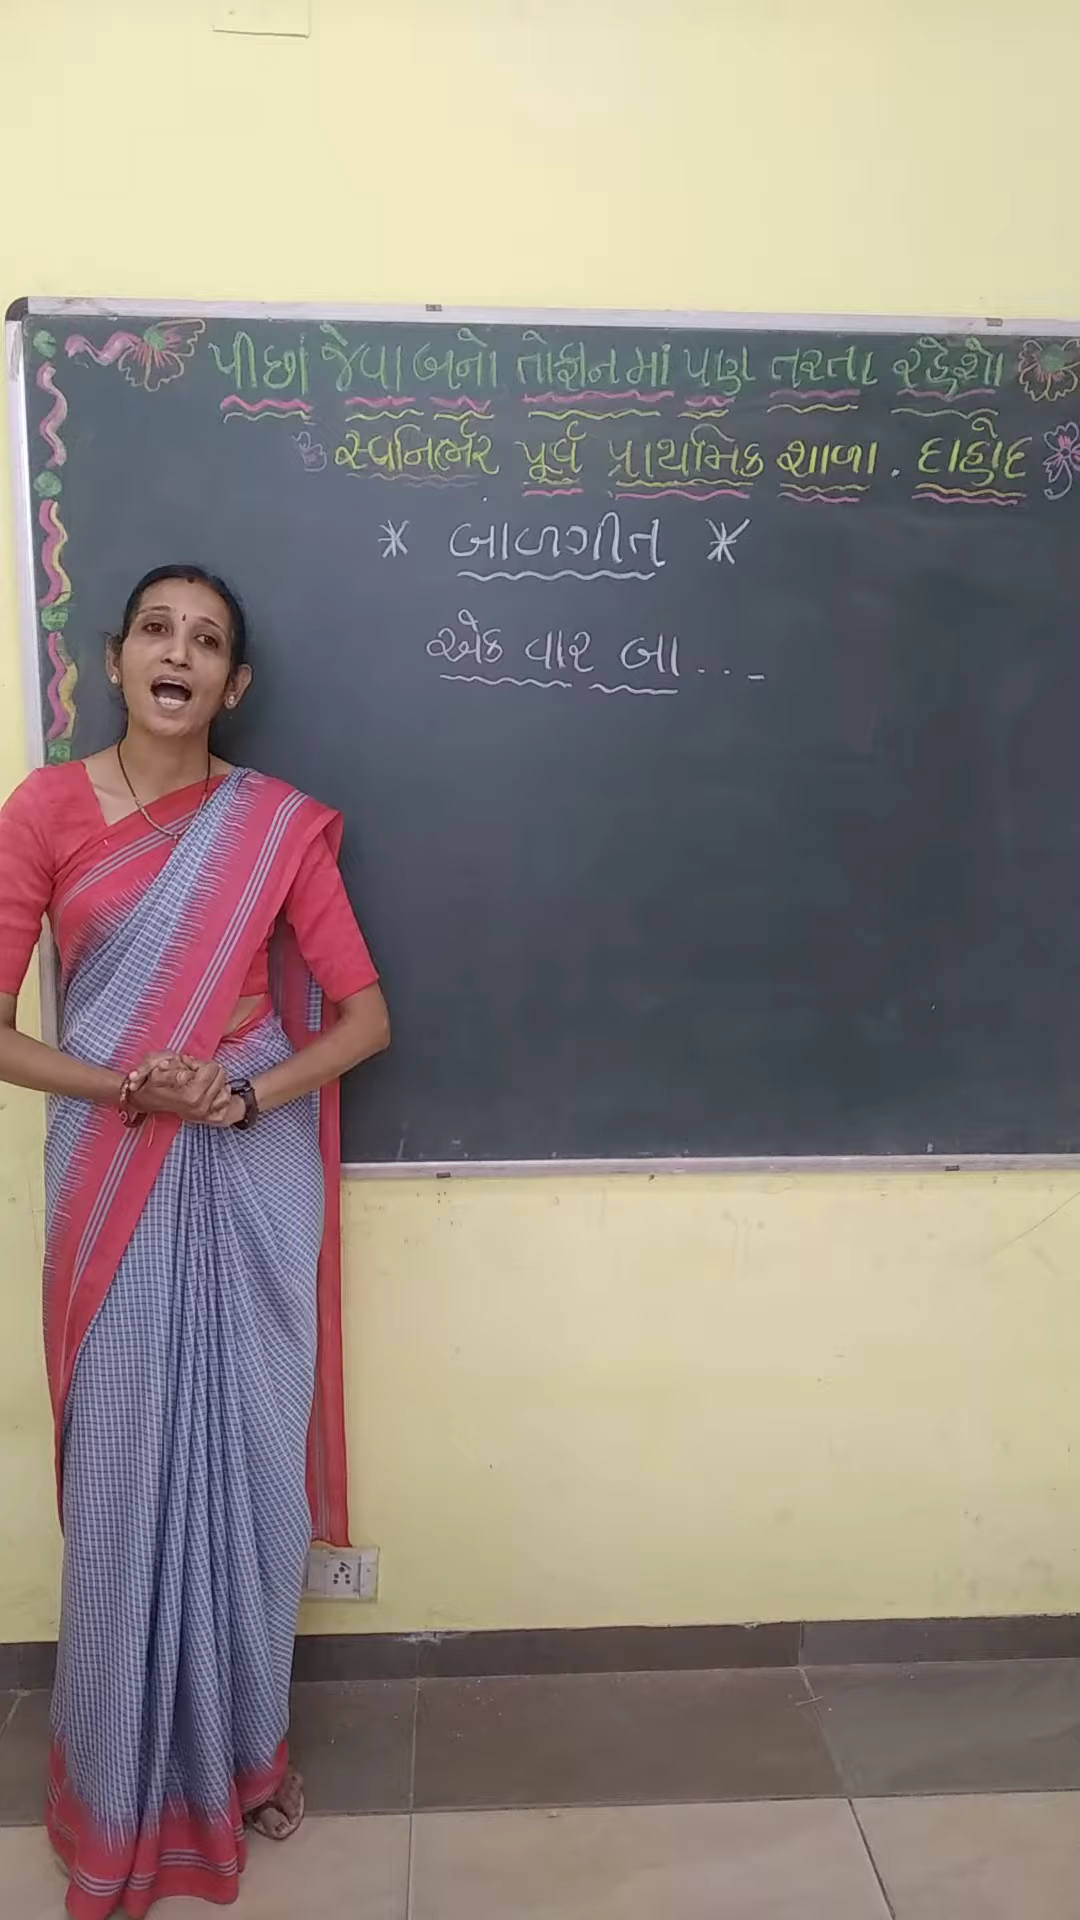 પીછાં જેવા બનો તોફાનમાં પણ તરતા રહેશો
સ્વનિર્ભર પૂર્વ પ્રાથમિક શાળા . દાહોદ
* બાળગીત *
એક વાર બા . . . _